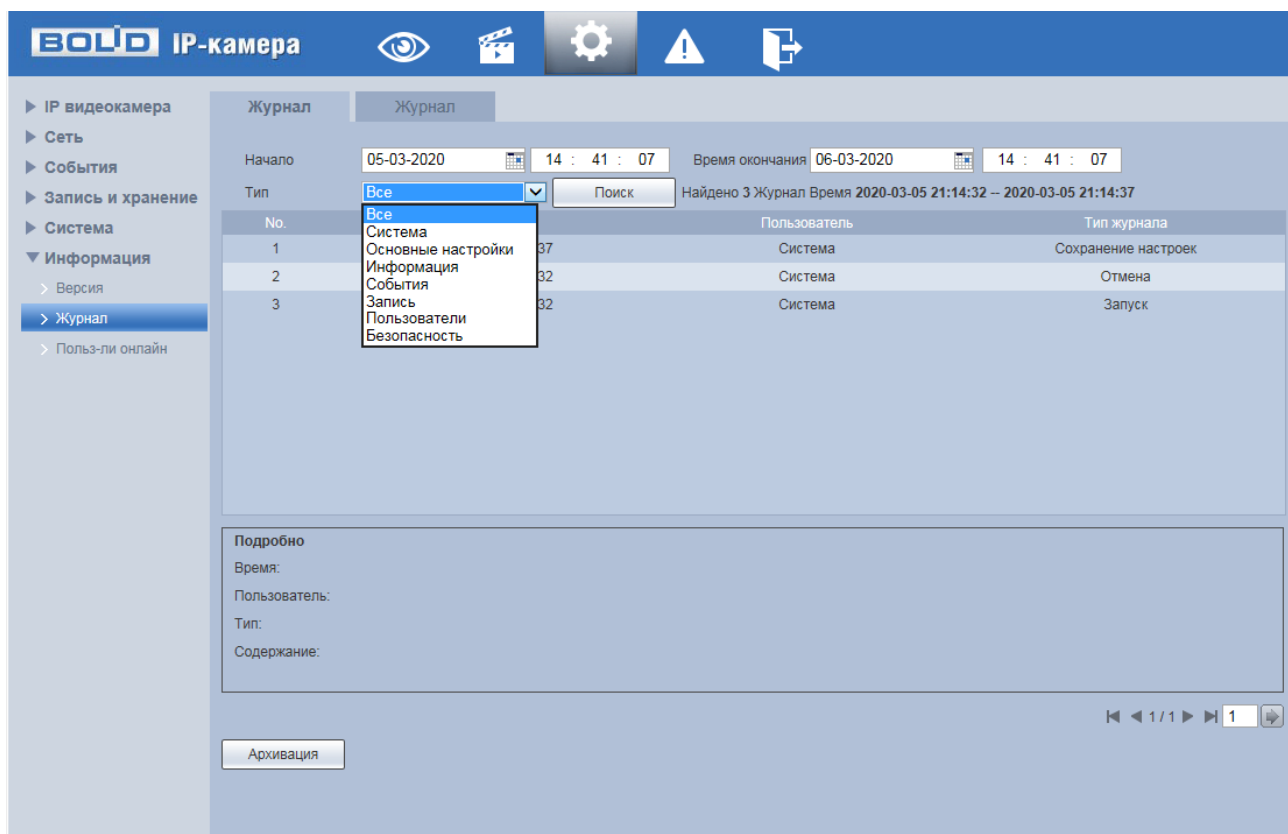 BOLID IP-камера
IP видеокамера
Сеть
События
Запись и хранение
Система
Информация
Версия
Журнал
Польз-ли онлайн
Журнал Журнал
Начало 05-03-2020 14 : 41 : 07 Время окончания 06-03-2020 14 : 41 : 07
Тип Все Поиск Найдено 3 Журнал Время 2020-03-05 21:14:32 -- 2020-03-05 21:14:37
Все
Система
Основные настройки
Информация
События
Запись
Пользователи
Безопасность
No. Пользователь Тип журнала
1 37 Система Сохранение настроек
2 32 Система Отмена
3 32 Система Запуск
Подробно
Время:
Пользователь:
Тип:
Содержание:
1 / 1 1
Архивация